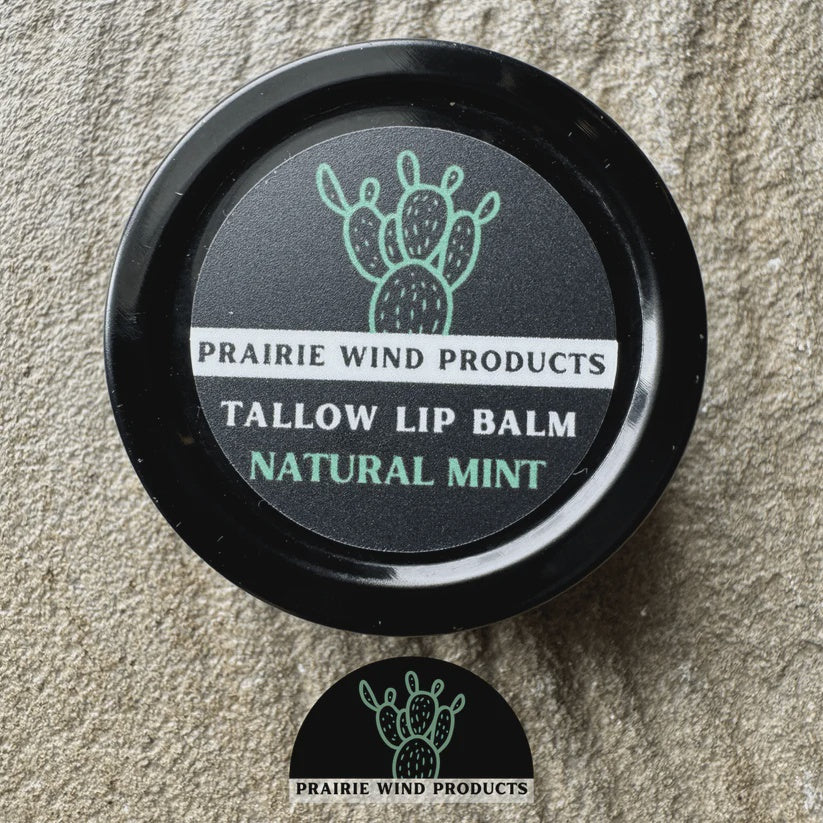 PRAIRIE WIND PRODUCTS
TALLOW LIP BALM
NATURAL MINT
PRAIRIE WIND PRODUCTS